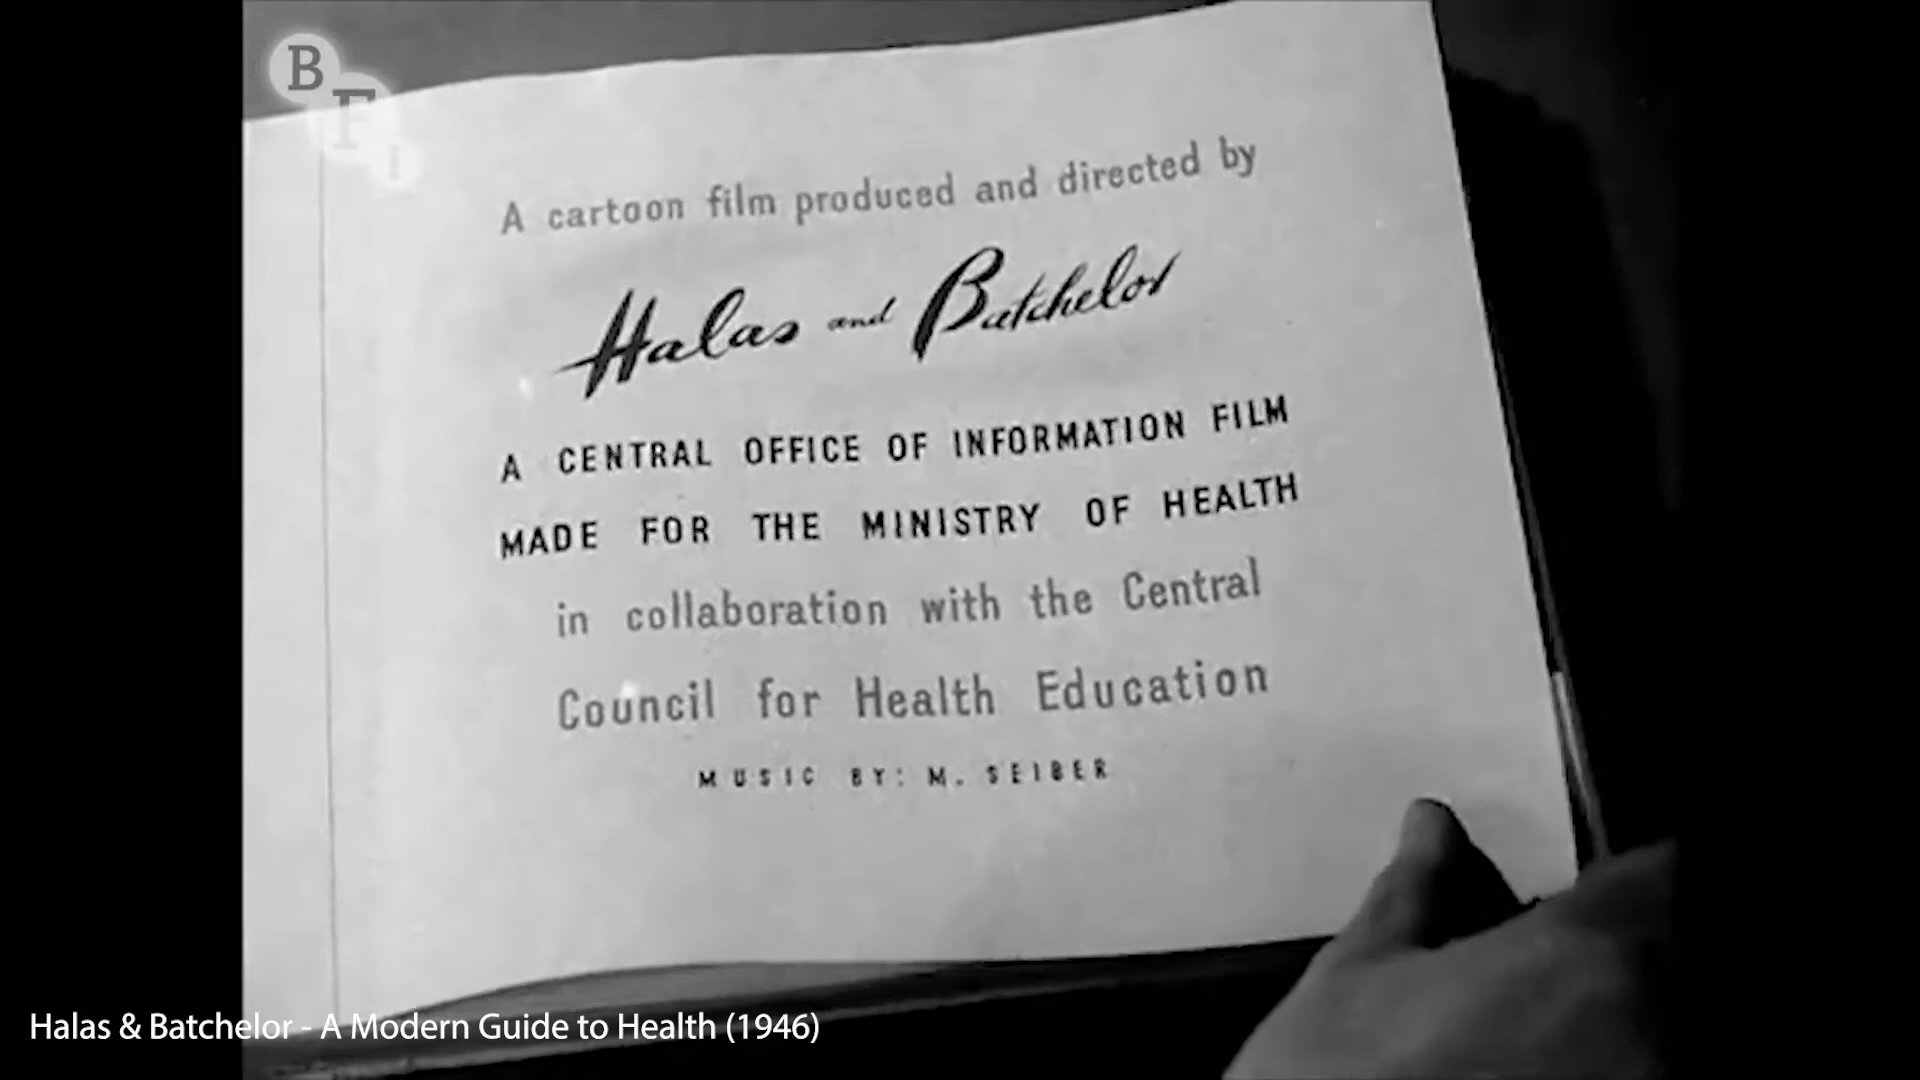 BFI
A cartoon film produced and directed by
Halas and Batchelor
A CENTRAL OFFICE OF INFORMATION FILM
MADE FOR THE MINISTRY OF HEALTH
in collaboration with the Central
Council for Health Education
MUSIC BY: M. SEIBER
Halas & Batchelor - A Modern Guide to Health (1946)